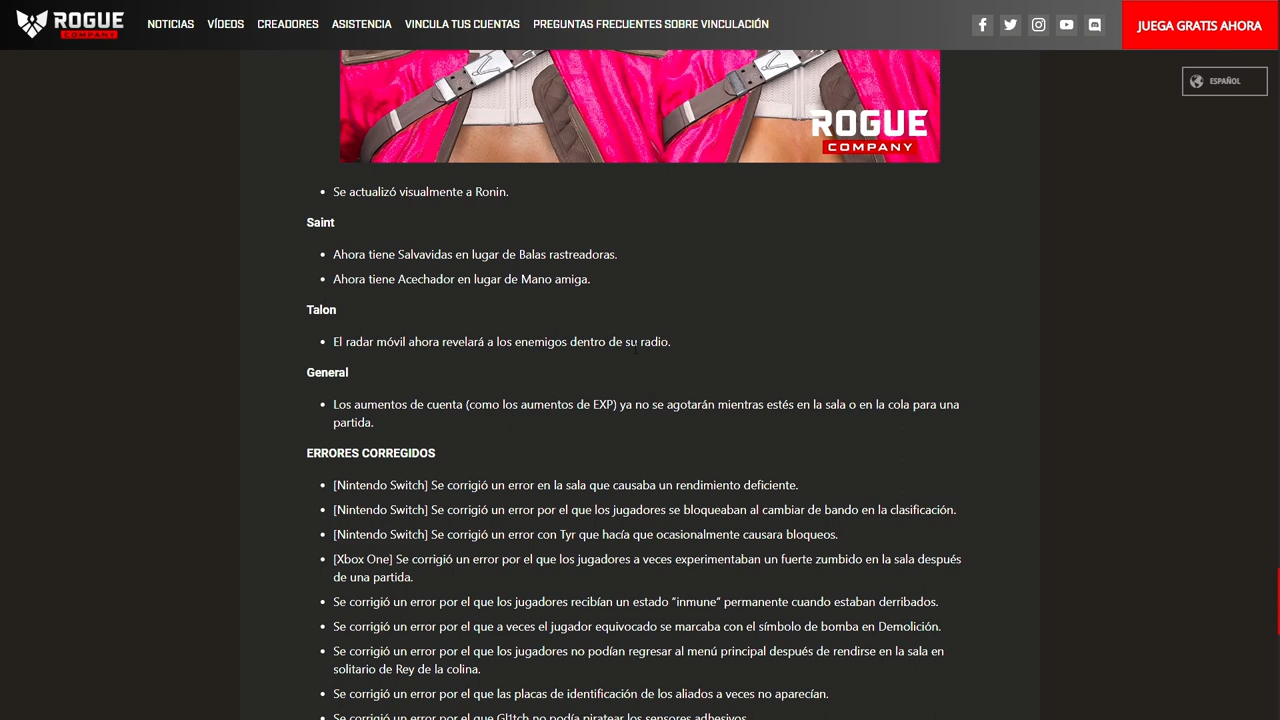 ROGUE
COMPANY
NOTICIAS VÍDEOS CREADORES ASISTENCIA VINCULA TUS CUENTAS PREGUNTAS FRECUENTES SOBRE VINCULACIÓN
JUEGA GRATIS AHORA
ESPAÑOL
ROGUE
COMPANY
• Se actualizó visualmente a Ronin.
Saint
• Ahora tiene Salvavidas en lugar de Balas rastreadoras.
• Ahora tiene Acechador en lugar de Mano amiga.
Talon
• El radar móvil ahora revelará a los enemigos dentro de su radio.
General
• Los aumentos de cuenta (como los aumentos de EXP) ya no se agotarán mientras estés en la sala o en la cola para una
partida.
ERRORES CORREGIDOS
• [Nintendo Switch] Se corrigió un error en la sala que causaba un rendimiento deficiente.
• [Nintendo Switch] Se corrigió un error por el que los jugadores se bloqueaban al cambiar de bando en la clasificación.
• [Nintendo Switch] Se corrigió un error con Tyr que hacía que ocasionalmente causara bloqueos.
• [Xbox One] Se corrigió un error por el que los jugadores a veces experimentaban un fuerte zumbido en la sala después
de una partida.
• Se corrigió un error por el que los jugadores recibían un estado "inmune" permanente cuando estaban derribados.
• Se corrigió un error por el que a veces el jugador equivocado se marcaba con el símbolo de bomba en Demolición.
• Se corrigió un error por el que los jugadores no podían regresar al menú principal después de rendirse en la sala en
solitario de Rey de la colina.
• Se corrigió un error por el que las placas de identificación de los aliados a veces no aparecían.
• Se corrigió un error por el que Gl1tch no podía piratear los sensores adhesivos.